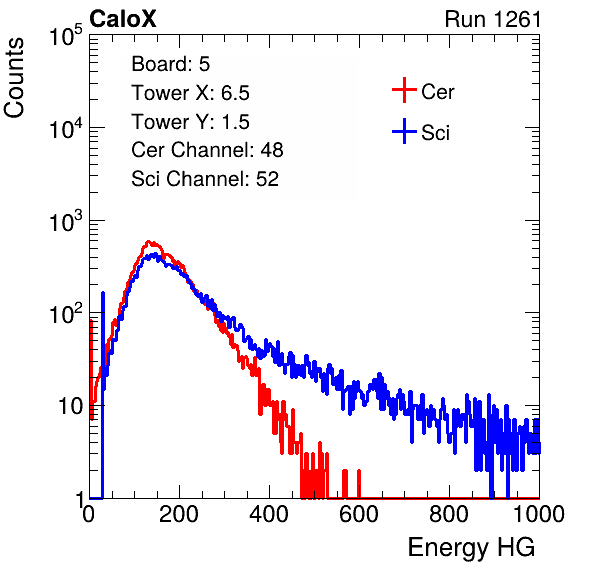 CaloX Run 1261
Counts
10^5
10^4
10^3
10^2
10
1
Board: 5
Tower X: 6.5
Tower Y: 1.5
Cer Channel: 48
Sci Channel: 52
Cer
Sci
0 200 400 600 800 1000
Energy HG